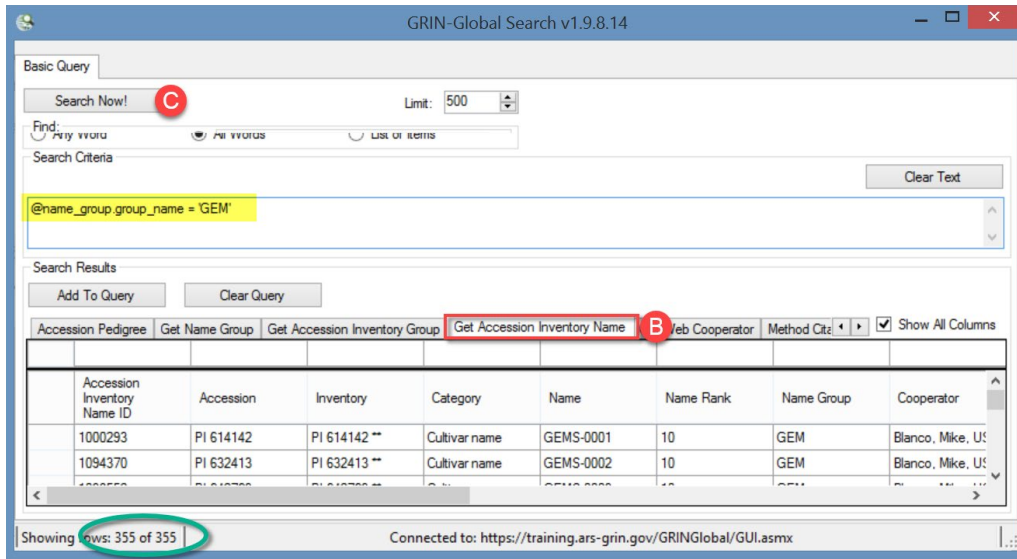 GRIN-Global Search v1.9.8.14
Basic Query
Search Now! C Limit: 500
Find:
Any Word All Words List of Items
Search Criteria
Clear Text
@name_group.group_name = 'GEM'
Search Results
Add To Query Clear Query
Accession Pedigree Get Name Group Get Accession Inventory Group Get Accession Inventory Name B Web Cooperator Method Cita Show All Columns
Accession Inventory Name ID Accession Inventory Category Name Name Rank Name Group Cooperator
1000293 PI 614142 PI 614142 ** Cultivar name GEMS-0001 10 GEM Blanco, Mike, US
1094370 PI 632413 PI 632413 ** Cultivar name GEMS-0002 10 GEM Blanco, Mike, US
Showing rows: 355 of 355 Connected to: https://training.ars-grin.gov/GRINGlobal/GUI.asmx